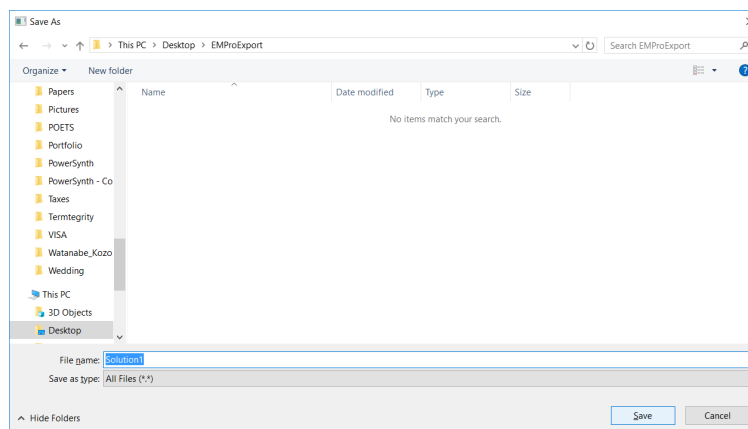 Save As
This PC > Desktop > EMProExport
Search EMProExport
Organize
New folder
Name
Date modified
Type
Size
No items match your search.
Papers
Pictures
POETS
Portfolio
PowerSynth
PowerSynth - Co
Taxes
Termtegrity
VISA
Watanabe_Kozo
Wedding
This PC
3D Objects
Desktop
File name: Solution1
Save as type: All Files (*.*)
Hide Folders
Save
Cancel